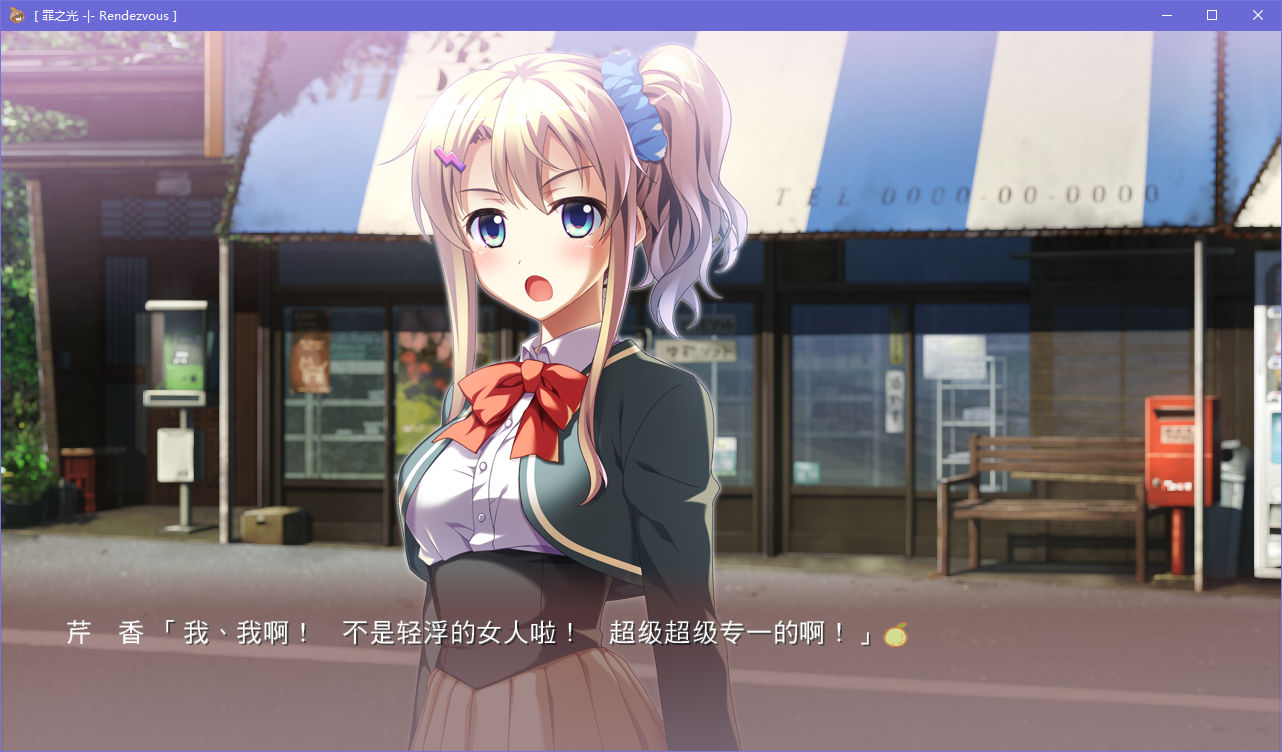 [ 罪之光 -|- Rendezvous ]
TEL 0000-00-0000
芹　香「 我、我啊！　不是轻浮的女人啦！　超级超级专一的啊！ 」